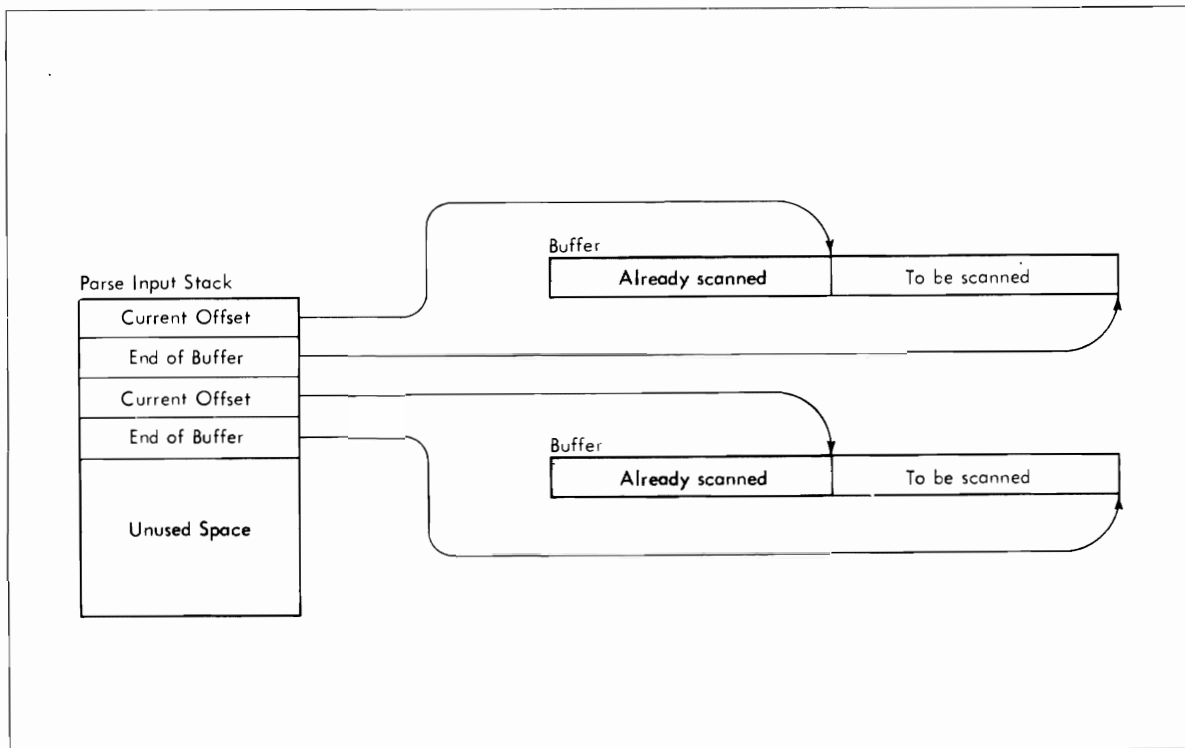 Buffer
Already scanned To be scanned
Parse Input Stack
Current Offset
End of Buffer
Current Offset
End of Buffer
Unused Space
Buffer
Already scanned To be scanned